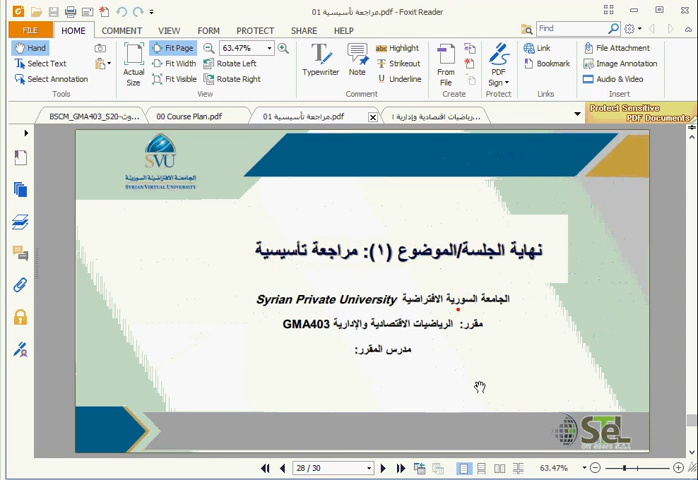 مراجعة تأسيسية 01.pdf - Foxit Reader
FILE HOME COMMENT VIEW FORM PROTECT SHARE HELP
Find
Hand
Select Text
Select Annotation
Tools
Actual Size
Fit Page
Fit Width
Fit Visible
63.47%
Rotate Left
Rotate Right
View
Typewriter
Note
Highlight
Strikeout
Underline
Comment
From File
Create
PDF Sign
Protect
Link
Bookmark
Links
File Attachment
Image Annotation
Audio & Video
Insert
BSCM_GMA403_S20-
00 Course Plan.pdf
مراجعة تأسيسية 01.pdf
رياضيات اقتصادية وإدارية ا...
Protect Sensitive
PDF Documents
SVU
الجامعة الافتراضية السورية
SYRIAN VIRTUAL UNIVERSITY
نهاية الجلسة/الموضوع (١): مراجعة تأسيسية
الجامعة السورية الافتراضية Syrian Private University
مقرر: الرياضيات الاقتصادية والإدارية GMA403
مدرس المقرر:
SteL
28 / 30
63.47%